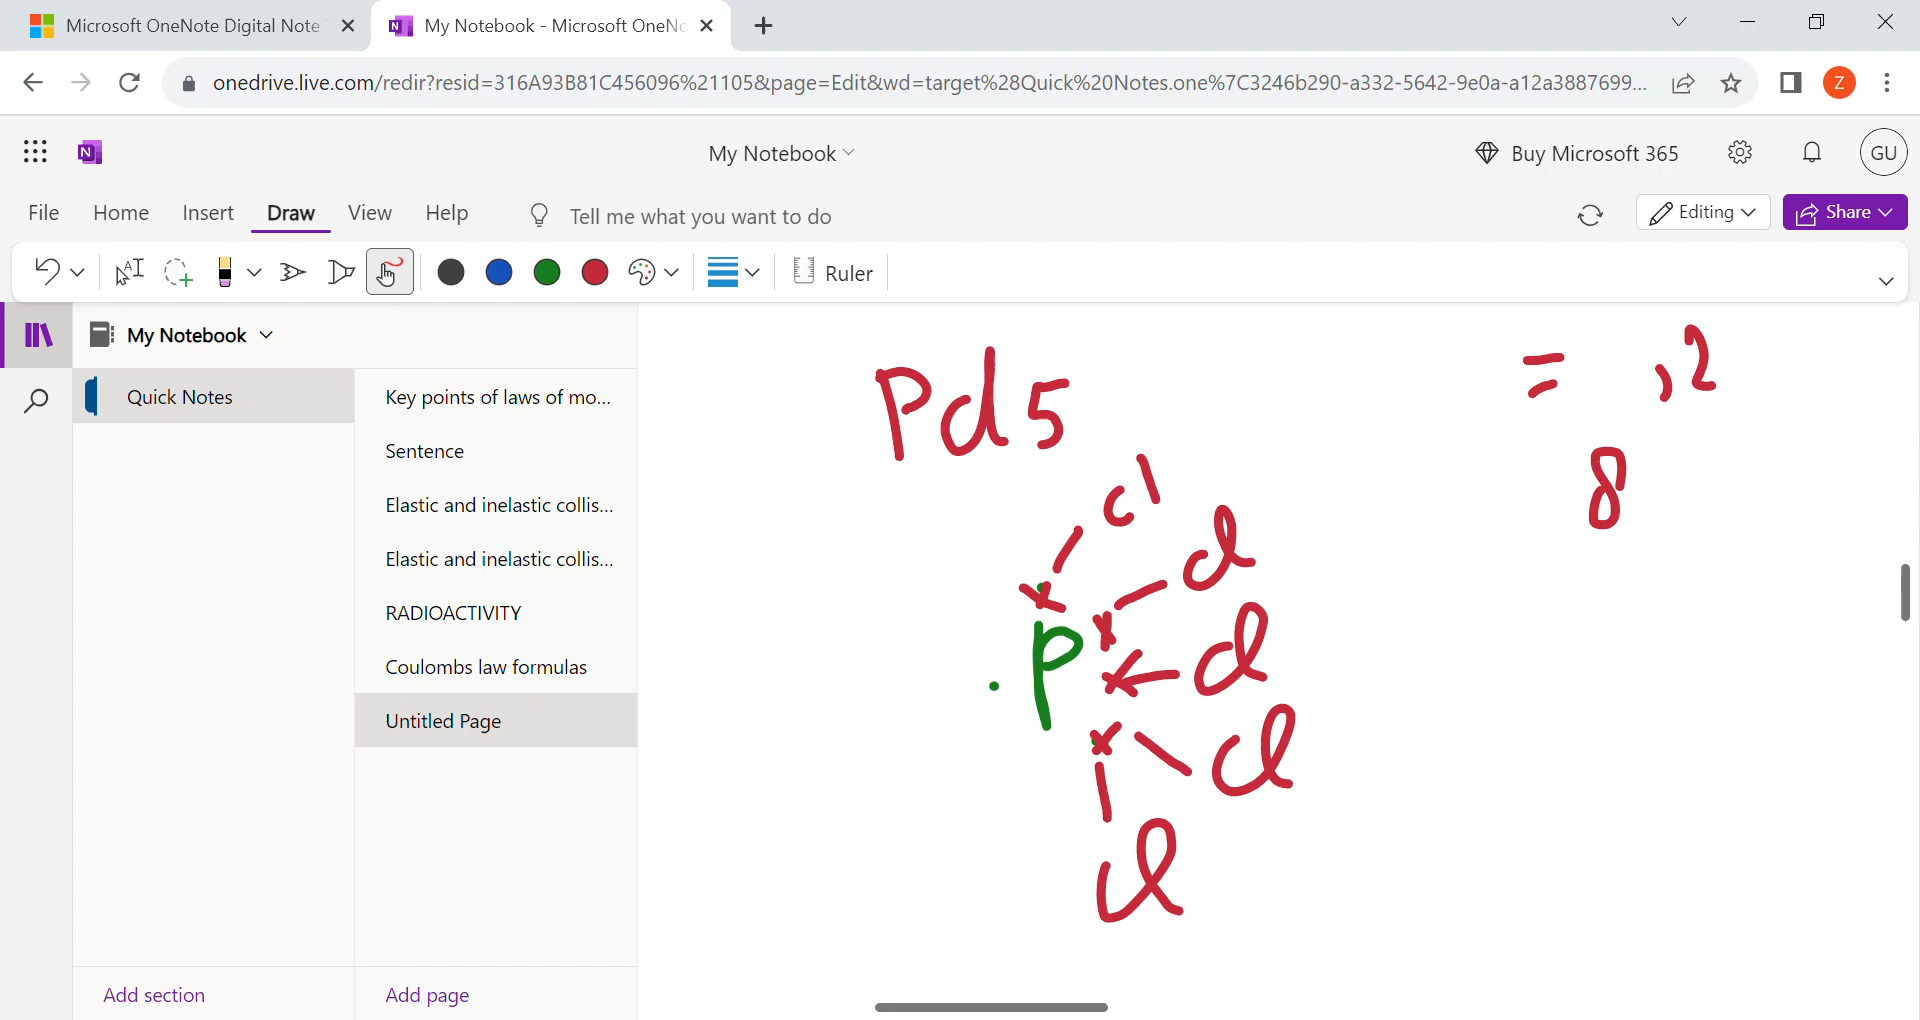 Microsoft OneNote Digital Note
My Notebook - Microsoft OneNo
onedrive.live.com/redir?resid=316A93B81C456096%21105&page=Edit&wd=target%28Quick%20Notes.one%7C3246b290-a332-5642-9e0a-a12a3887699...
Z
My Notebook
Buy Microsoft 365
GU
File Home Insert Draw View Help Tell me what you want to do
Editing
Share
Ruler
My Notebook
Quick Notes
Key points of laws of mo...
Sentence
Elastic and inelastic collis...
Elastic and inelastic collis...
RADIOACTIVITY
Coulombs law formulas
Untitled Page
Add section
Add page
PCl5
= ,2
8
Cl
Cl
P
Cl
Cl
Cl